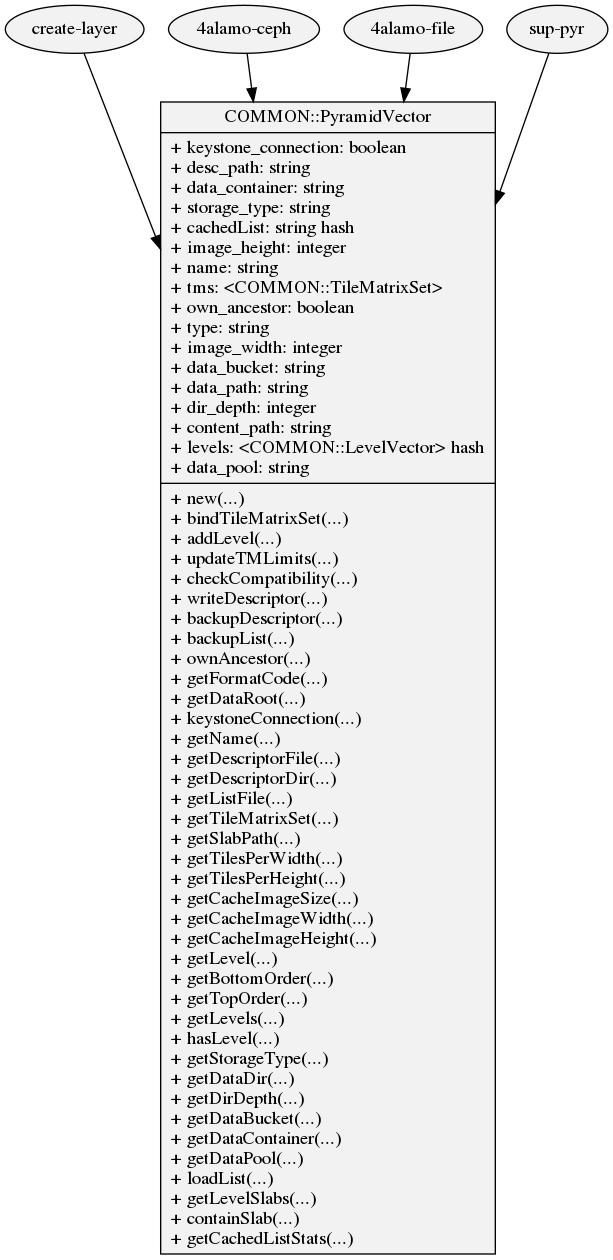 create-layer
4alamo-ceph
4alamo-file
sup-pyr
COMMON::PyramidVector
+ keystone_connection: boolean
+ desc_path: string
+ data_container: string
+ storage_type: string
+ cachedList: string hash
+ image_height: integer
+ name: string
+ tms: <COMMON::TileMatrixSet>
+ own_ancestor: boolean
+ type: string
+ image_width: integer
+ data_bucket: string
+ data_path: string
+ dir_depth: integer
+ content_path: string
+ levels: <COMMON::LevelVector> hash
+ data_pool: string
+ new(...)
+ bindTileMatrixSet(...)
+ addLevel(...)
+ updateTMLimits(...)
+ checkCompatibility(...)
+ writeDescriptor(...)
+ backupDescriptor(...)
+ backupList(...)
+ ownAncestor(...)
+ getFormatCode(...)
+ getDataRoot(...)
+ keystoneConnection(...)
+ getName(...)
+ getDescriptorFile(...)
+ getDescriptorDir(...)
+ getListFile(...)
+ getTileMatrixSet(...)
+ getSlabPath(...)
+ getTilesPerWidth(...)
+ getTilesPerHeight(...)
+ getCacheImageSize(...)
+ getCacheImageWidth(...)
+ getCacheImageHeight(...)
+ getLevel(...)
+ getBottomOrder(...)
+ getTopOrder(...)
+ getLevels(...)
+ hasLevel(...)
+ getStorageType(...)
+ getDataDir(...)
+ getDirDepth(...)
+ getDataBucket(...)
+ getDataContainer(...)
+ getDataPool(...)
+ loadList(...)
+ getLevelSlabs(...)
+ containSlab(...)
+ getCachedListStats(...)